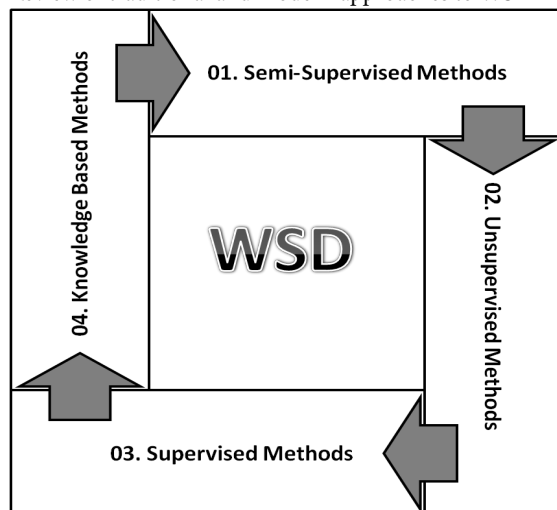 01. Semi-Supervised Methods
02. Unsupervised Methods
03. Supervised Methods
04. Knowledge Based Methods
WSD